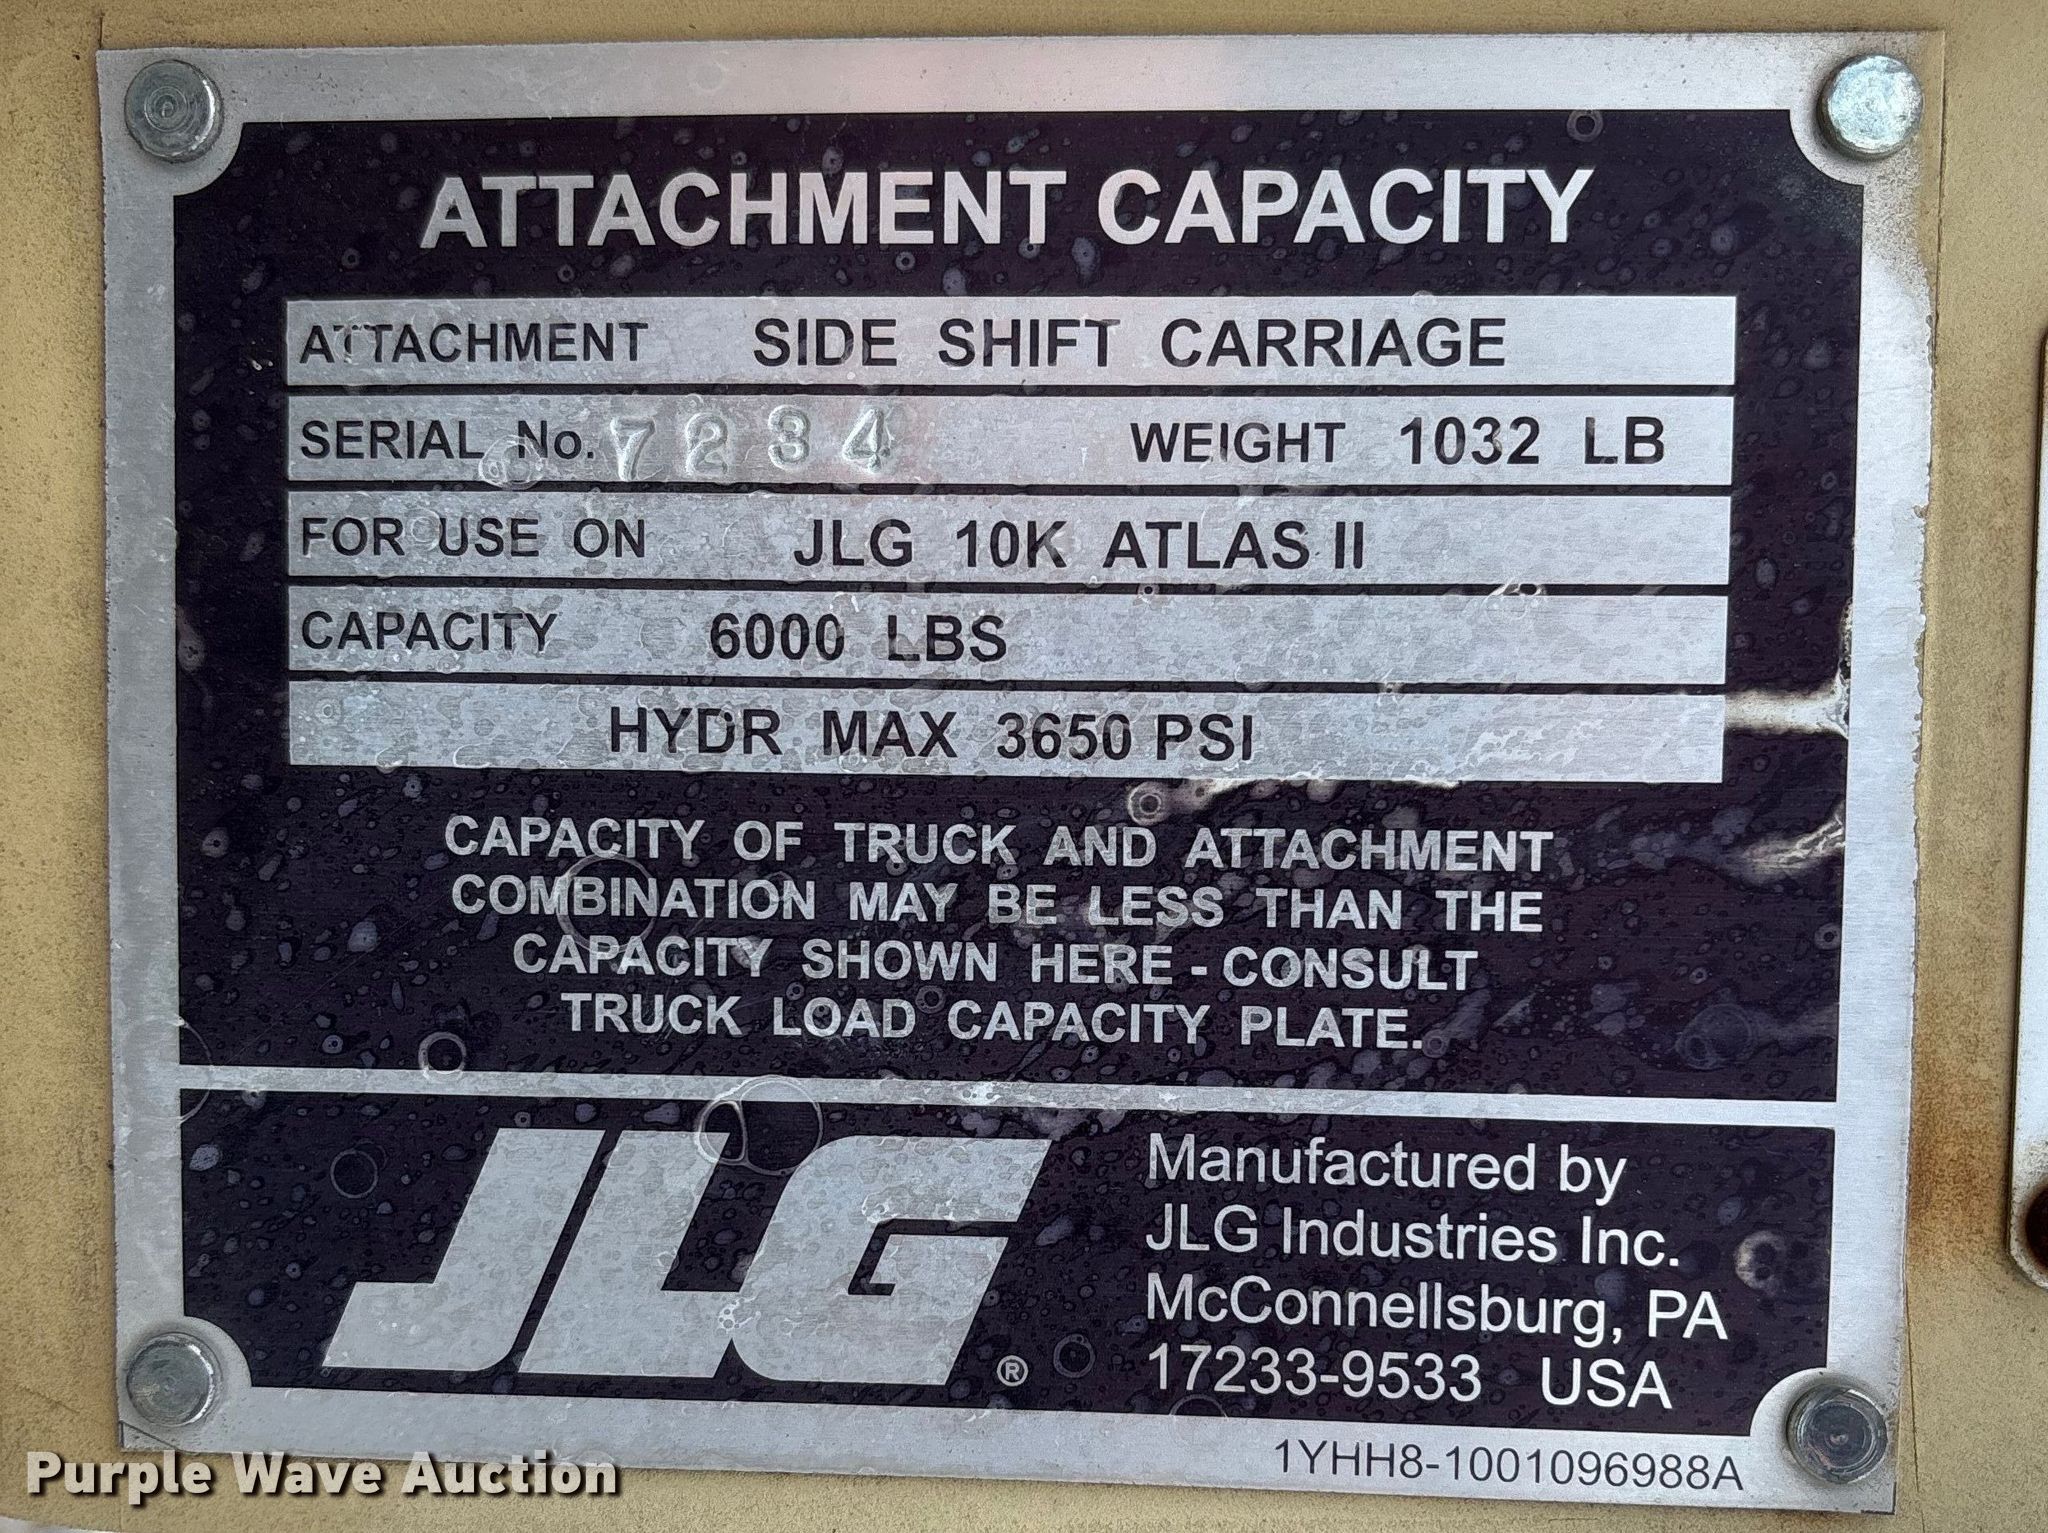 ATTACHMENT CAPACITY
ATTACHMENT SIDE SHIFT CARRIAGE
SERIAL No. 7234 WEIGHT 1032 LB
FOR USE ON JLG 10K ATLAS II
CAPACITY 6000 LBS
HYDR MAX 3650 PSI
CAPACITY OF TRUCK AND ATTACHMENT
COMBINATION MAY BE LESS THAN THE
CAPACITY SHOWN HERE - CONSULT
TRUCK LOAD CAPACITY PLATE.
JLG®
Manufactured by
JLG Industries Inc.
McConnellsburg, PA
17233-9533 USA
1YHH8-1001096988A
Purple Wave Auction